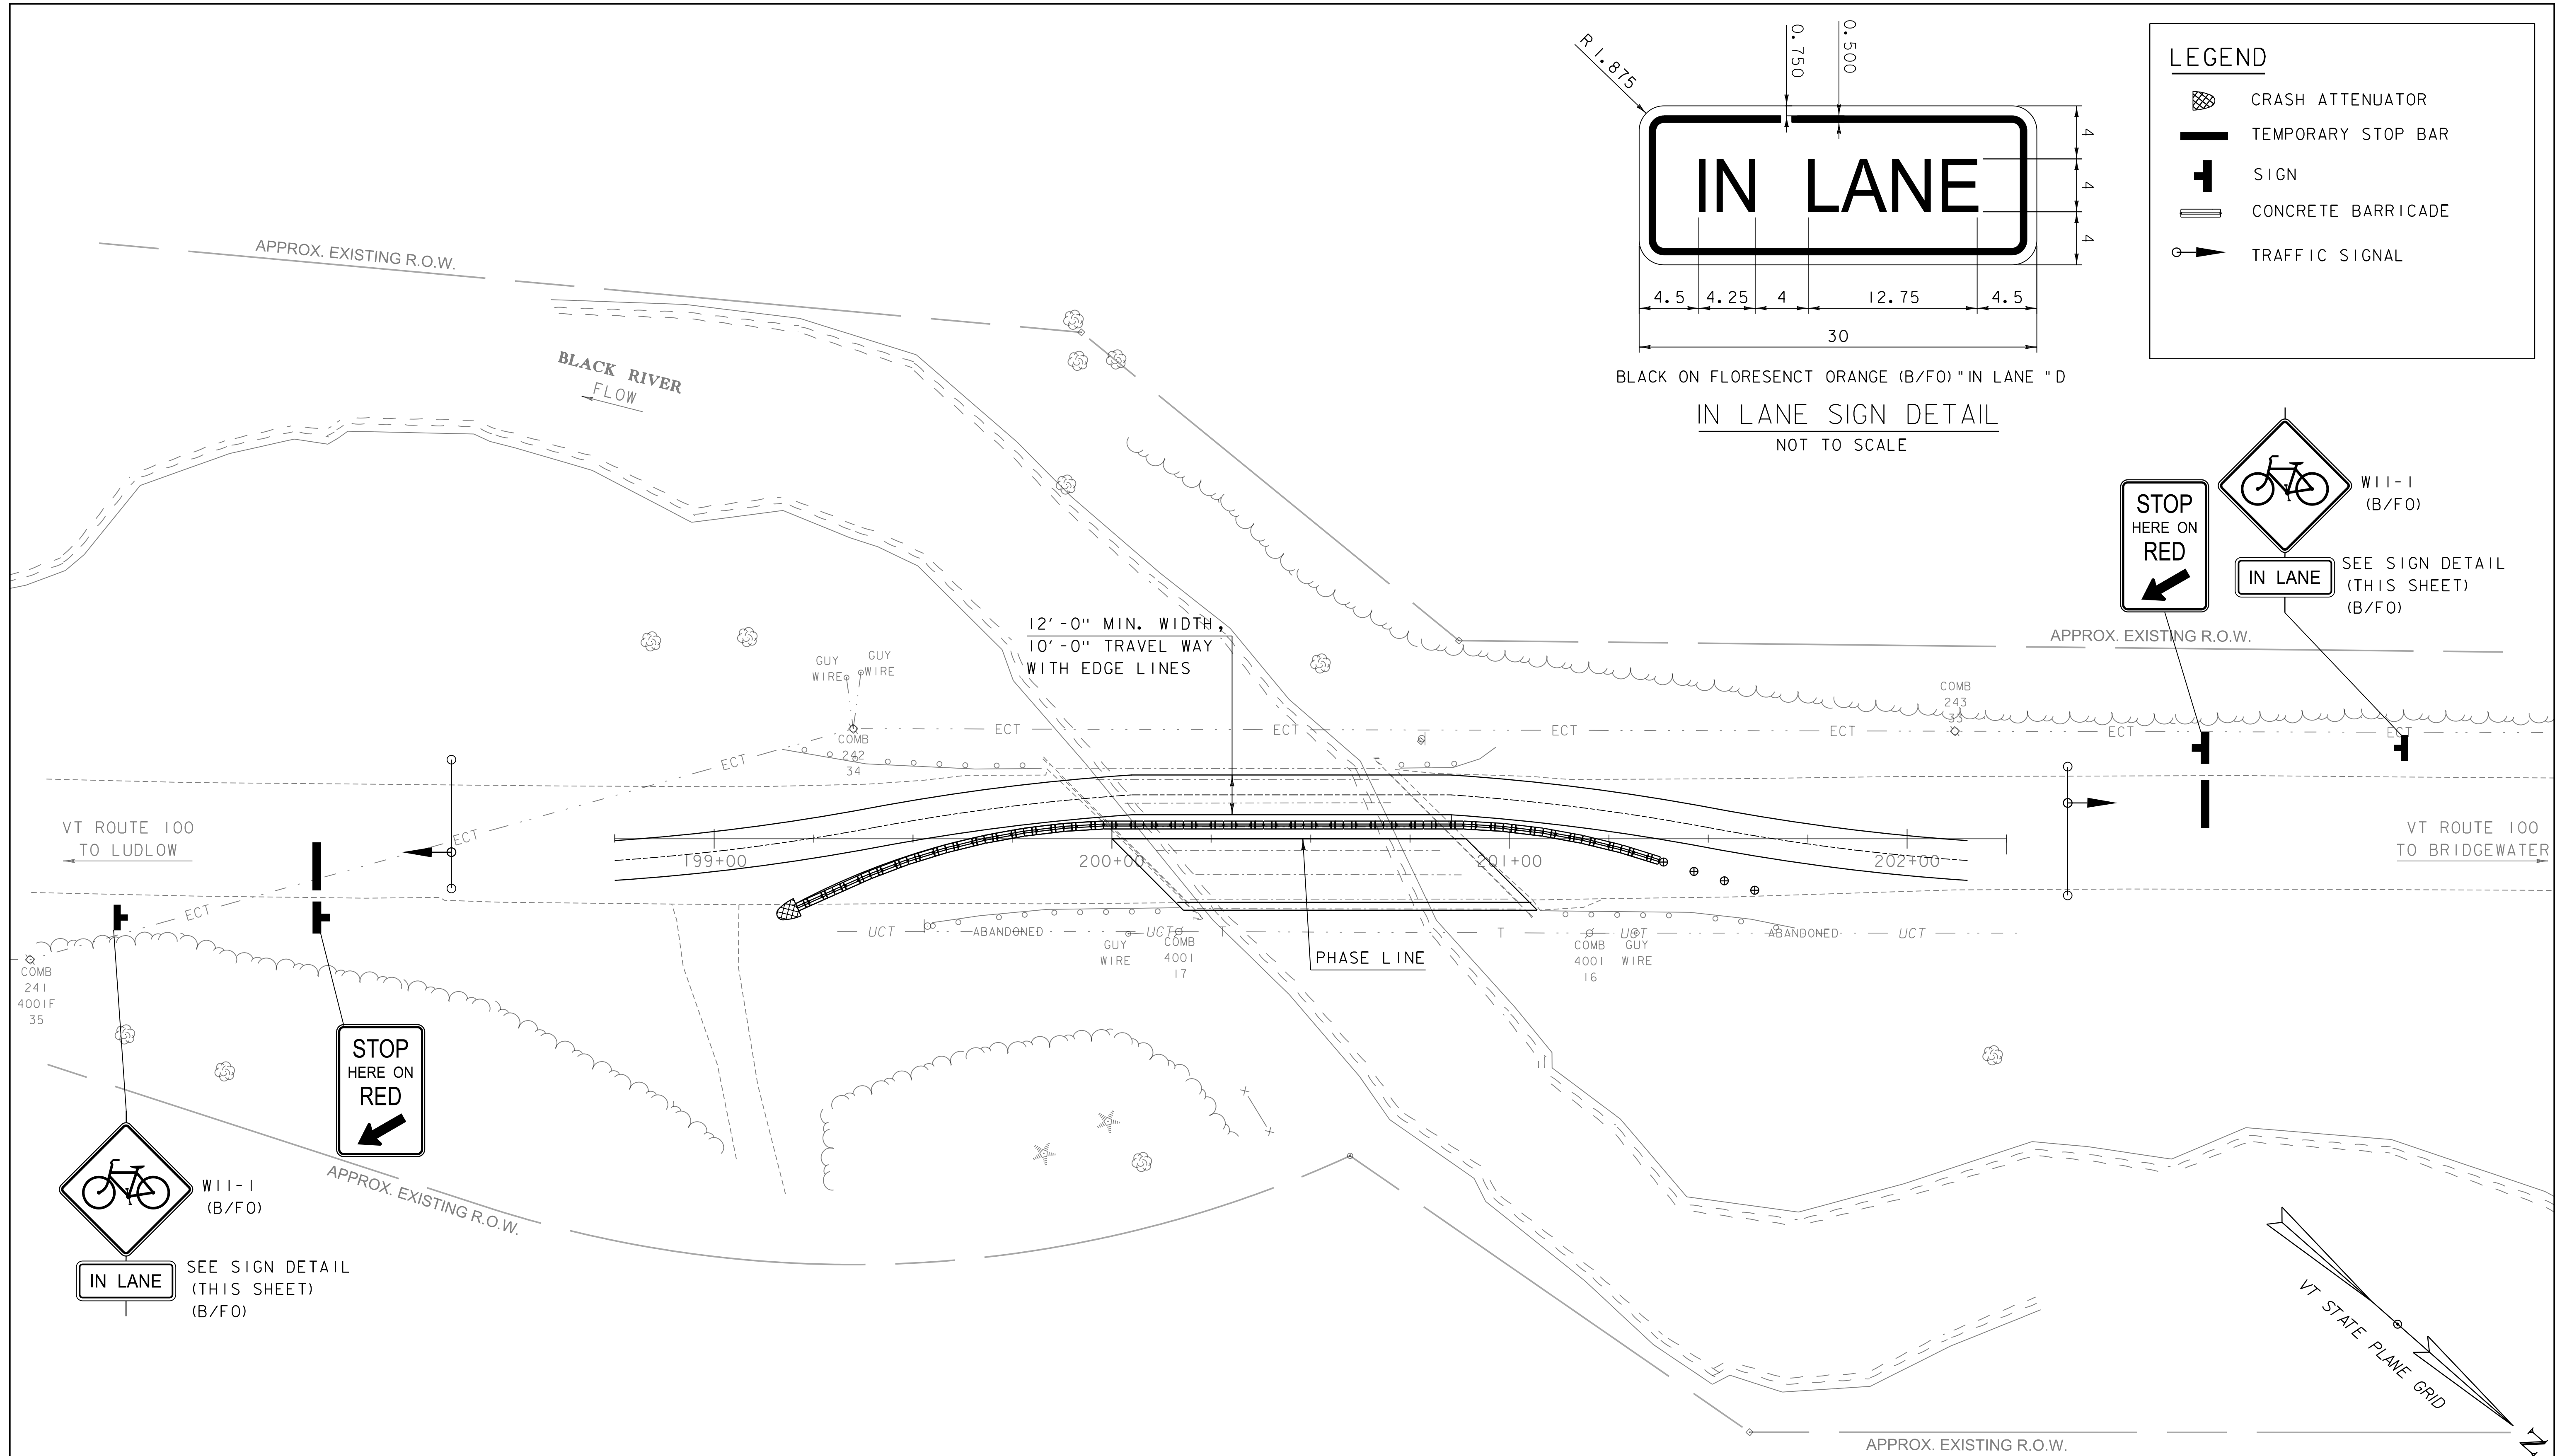 R 1.875
0.750
0.500
IN LANE
4
4
4
4.5
4.25
4
12.75
4.5
30
BLACK ON FLORESENCT ORANGE (B/FO) "IN LANE " D
IN LANE SIGN DETAIL
NOT TO SCALE
LEGEND
CRASH ATTENUATOR
TEMPORARY STOP BAR
SIGN
CONCRETE BARRICADE
TRAFFIC SIGNAL
APPROX. EXISTING R.O.W.
BLACK RIVER
FLOW
STOP
HERE ON
RED
W11-1
(B/FO)
IN LANE
SEE SIGN DETAIL
(THIS SHEET)
(B/FO)
APPROX. EXISTING R.O.W.
12'-0" MIN. WIDTH,
10'-0" TRAVEL WAY
WITH EDGE LINES
GUY
WIRE
GUY
WIRE
COMB
242
34
COMB
243
33
ECT
ECT
ECT
ECT
ECT
ECT
ECT
ECT
ECT
VT ROUTE 100
TO LUDLOW
199+00
200+00
201+00
202+00
VT ROUTE 100
TO BRIDGEWATER
UCT
ABANDONED
UCT
T
T
UCT
ABANDONED
UCT
GUY
WIRE
COMB
4001
17
COMB
4001
16
GUY
WIRE
PHASE LINE
COMB
241
4001F
35
STOP
HERE ON
RED
W11-1
(B/FO)
IN LANE
SEE SIGN DETAIL
(THIS SHEET)
(B/FO)
APPROX. EXISTING R.O.W.
VT STATE PLANE GRID
N
APPROX. EXISTING R.O.W.